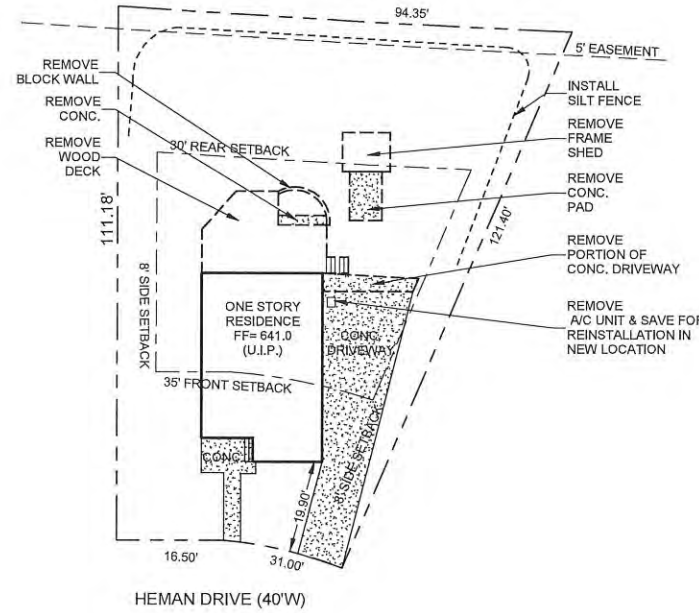 94.35'
5' EASEMENT
REMOVE
BLOCK WALL
REMOVE
CONC.
REMOVE
WOOD
DECK
INSTALL
SILT FENCE
REMOVE
FRAME
SHED
REMOVE
CONC.
PAD
30' REAR SETBACK
111.18'
121.40'
8' SIDE SETBACK
REMOVE
PORTION OF
CONC. DRIVEWAY
REMOVE
A/C UNIT & SAVE FOR
REINSTALLATION IN
NEW LOCATION
ONE STORY
RESIDENCE
FF= 641.0
(U.I.P.)
CONC.
DRIVEWAY
35' FRONT SETBACK
8' SIDE SETBACK
CONC.
19.90'
16.50'
31.00'
HEMAN DRIVE (40'W)